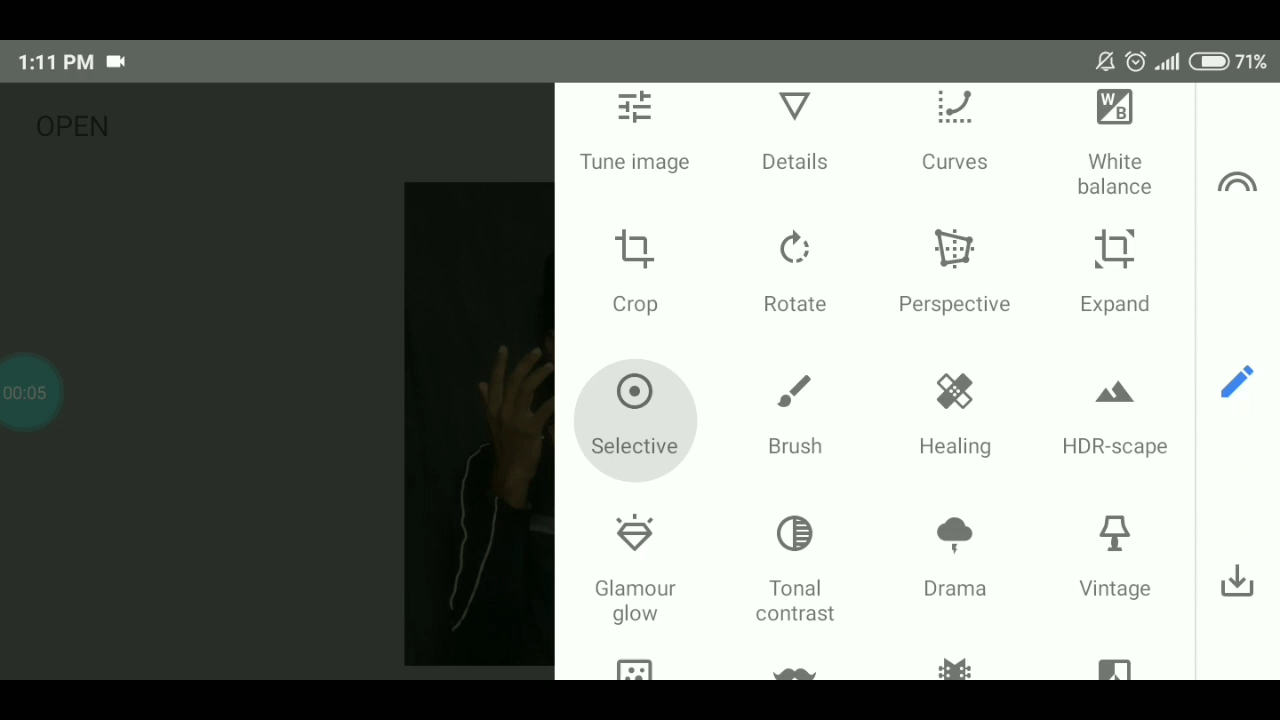 1:11 PM
71%
OPEN
Tune image
Details
Curves
White
balance
W
B
Crop
Rotate
Perspective
Expand
00:05
Selective
Brush
Healing
HDR-scape
Glamour
glow
Tonal
contrast
Drama
Vintage